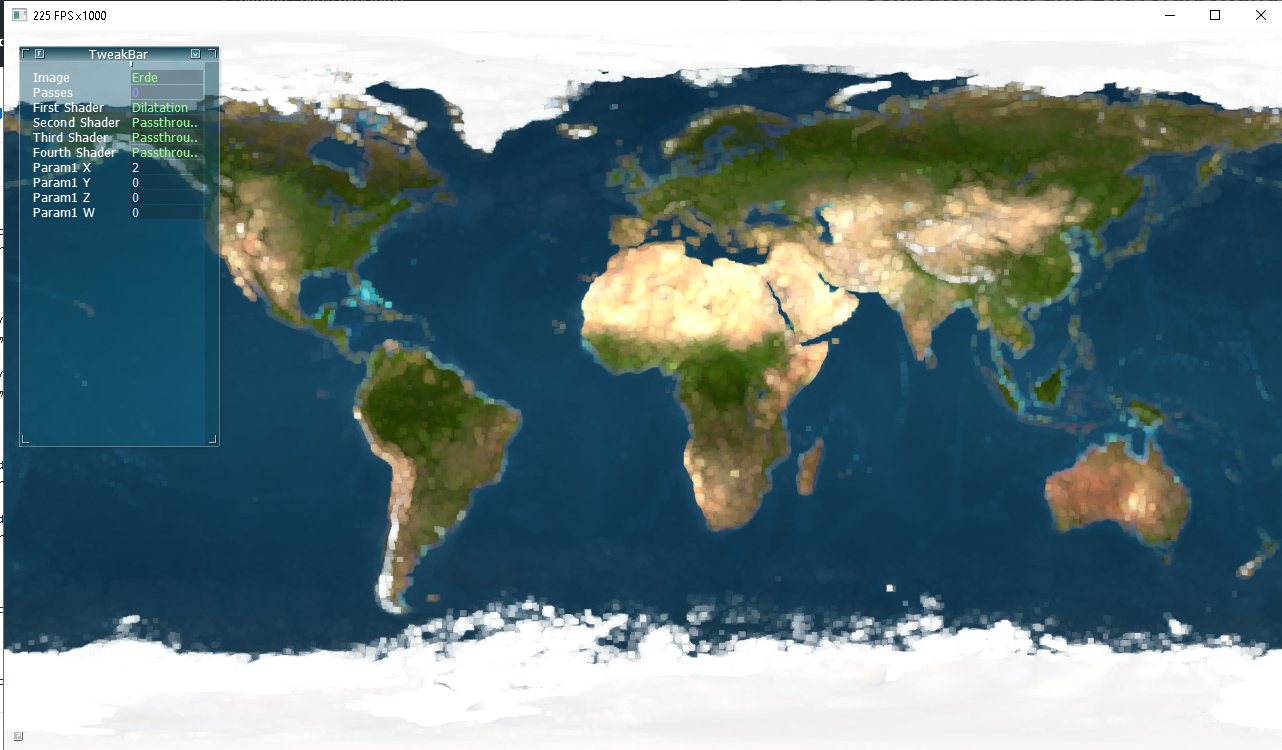 225 FPS x1000
TweakBar
Image Erde
Passes 0
First Shader Dilatation
Second Shader Passthrou..
Third Shader Passthrou..
Fourth Shader Passthrou..
Param1 X 2
Param1 Y 0
Param1 Z 0
Param1 W 0